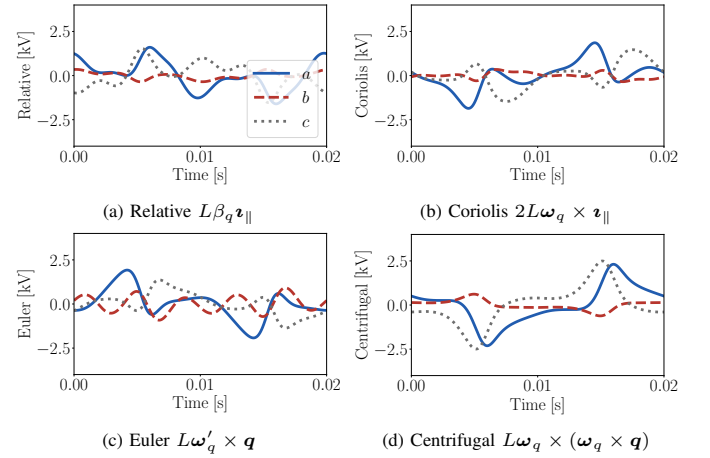 2.5
0.0
−2.5
Relative [kV]
a
b
c
0.00
0.01
0.02
Time [s]
(a) Relative Lβ_q 𝒊_∥
2.5
0.0
−2.5
Coriolis [kV]
0.00
0.01
0.02
Time [s]
(b) Coriolis 2Lω_q × 𝒊_∥
2.5
0.0
−2.5
Euler [kV]
0.00
0.01
0.02
Time [s]
(c) Euler Lω′_q × q
2.5
0.0
−2.5
Centrifugal [kV]
0.00
0.01
0.02
Time [s]
(d) Centrifugal Lω_q × (ω_q × q)